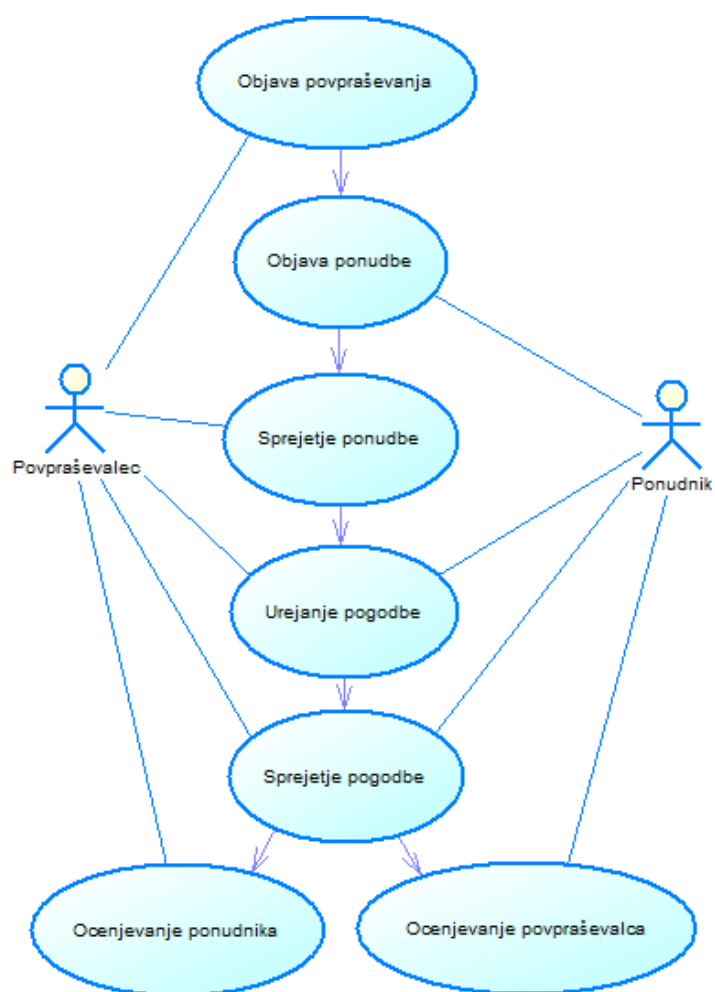 Objava povpraševanja
Objava ponudbe
Sprejetje ponudbe
Povpraševalec
Ponudnik
Urejanje pogodbe
Sprejetje pogodbe
Ocenjevanje ponudnika
Ocenjevanje povpraševalca